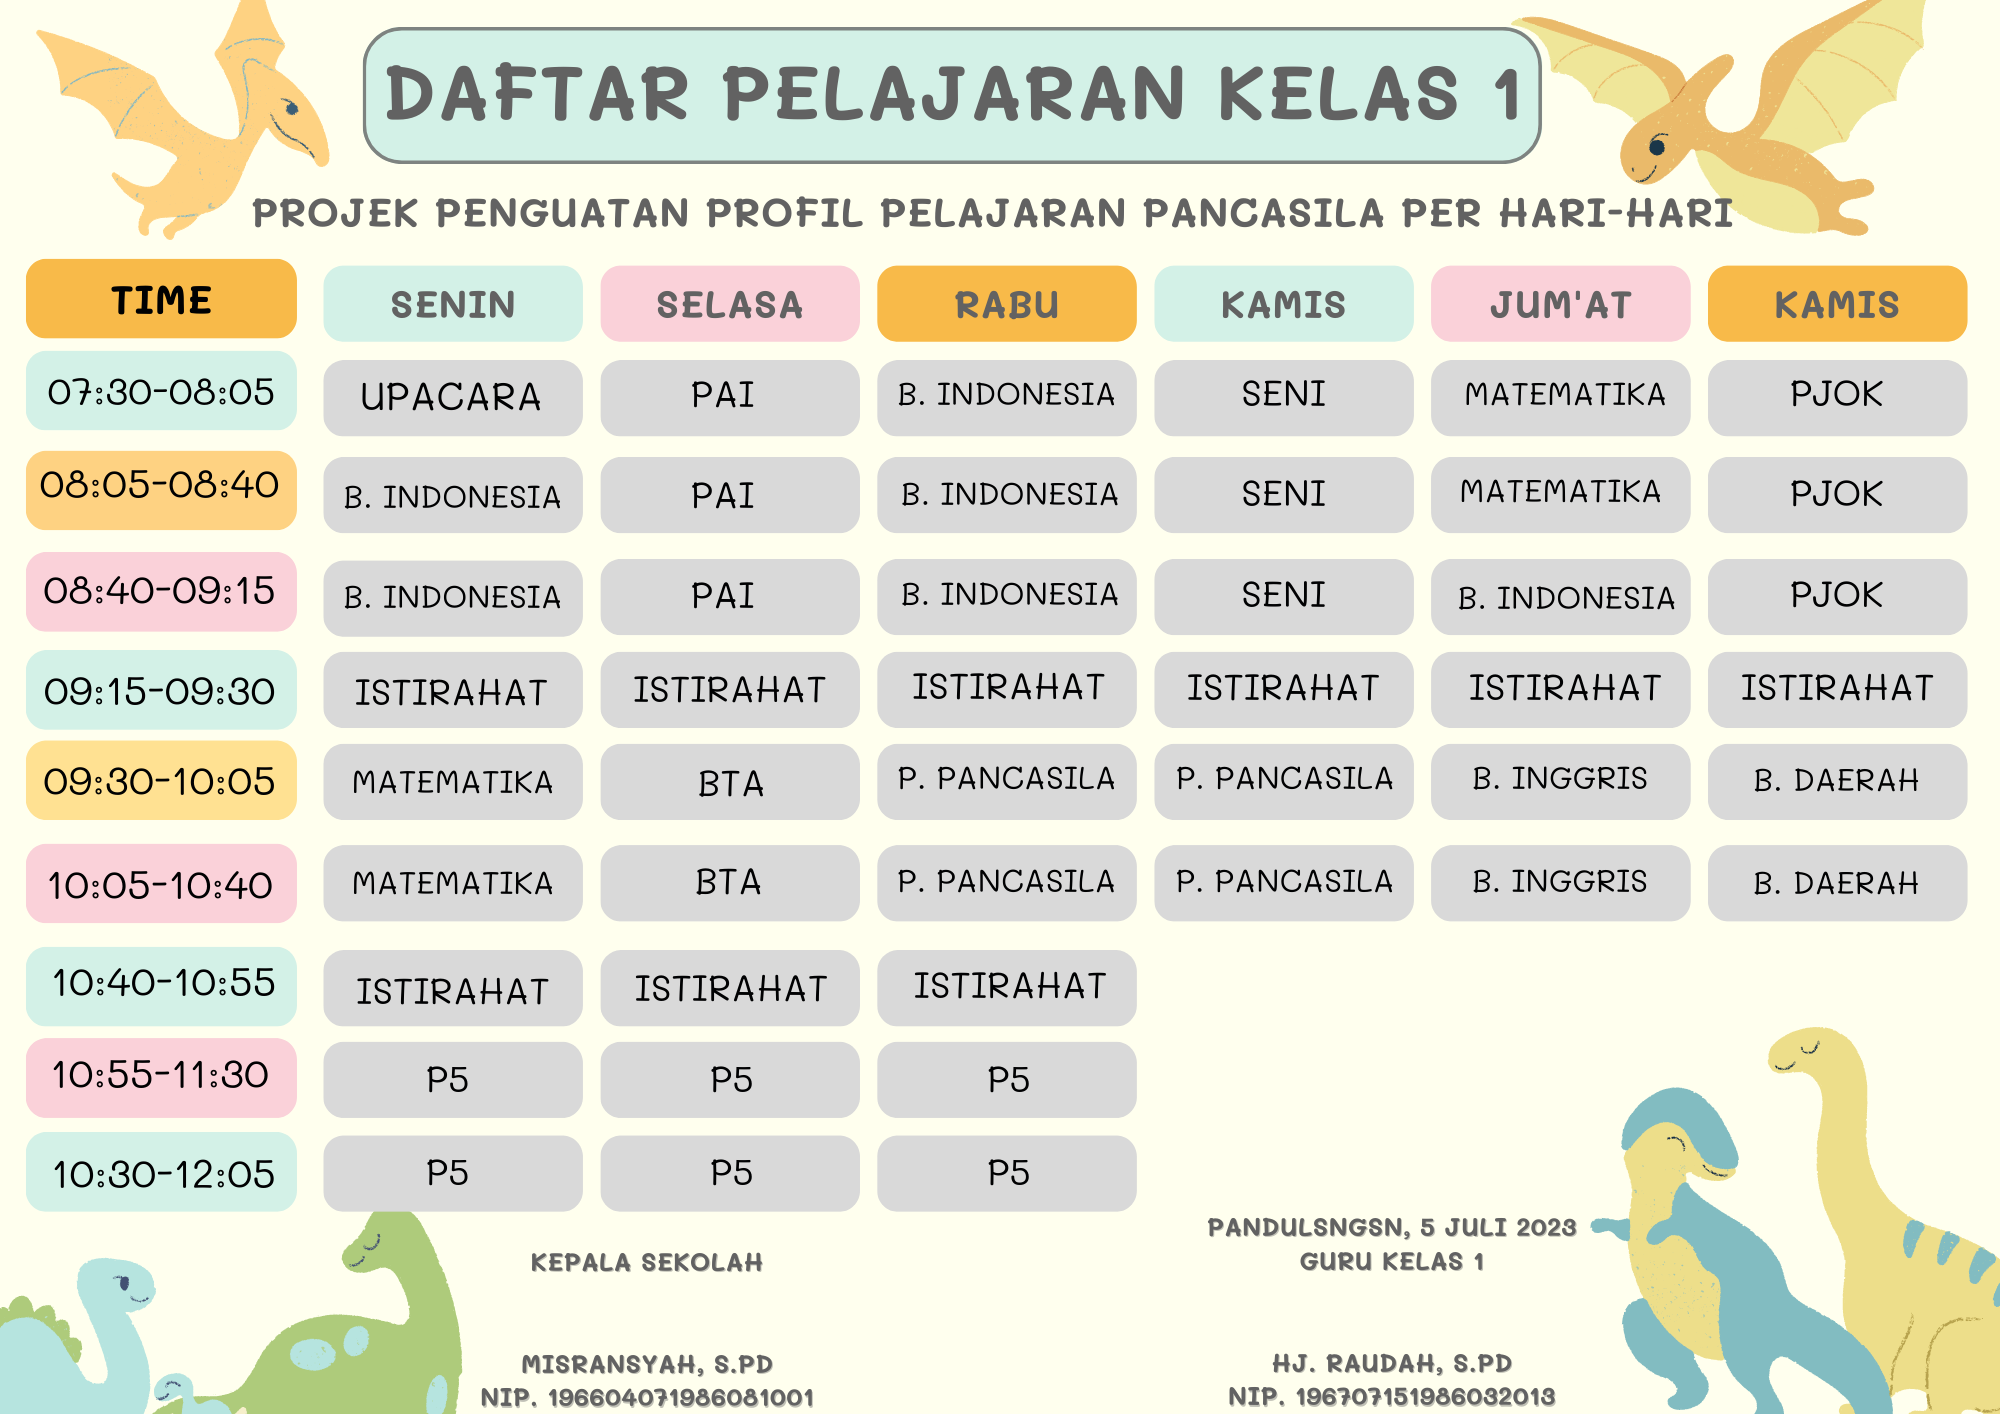 DAFTAR PELAJARAN KELAS 1
PROJEK PENGUATAN PROFIL PELAJARAN PANCASILA PER HARI-HARI
TIME SENIN SELASA RABU KAMIS JUM'AT KAMIS
07:30-08:05 UPACARA PAI B. INDONESIA SENI MATEMATIKA PJOK
08:05-08:40 B. INDONESIA PAI B. INDONESIA SENI MATEMATIKA PJOK
08:40-09:15 B. INDONESIA PAI B. INDONESIA SENI B. INDONESIA PJOK
09:15-09:30 ISTIRAHAT ISTIRAHAT ISTIRAHAT ISTIRAHAT ISTIRAHAT ISTIRAHAT
09:30-10:05 MATEMATIKA BTA P. PANCASILA P. PANCASILA B. INGGRIS B. DAERAH
10:05-10:40 MATEMATIKA BTA P. PANCASILA P. PANCASILA B. INGGRIS B. DAERAH
10:40-10:55 ISTIRAHAT ISTIRAHAT ISTIRAHAT
10:55-11:30 P5 P5 P5
10:30-12:05 P5 P5 P5
KEPALA SEKOLAH
MISRANSYAH, S.PD
NIP. 196604071986081001
PANDULSNGSN, 5 JULI 2023
GURU KELAS 1
HJ. RAUDAH, S.PD
NIP. 196707151986032013